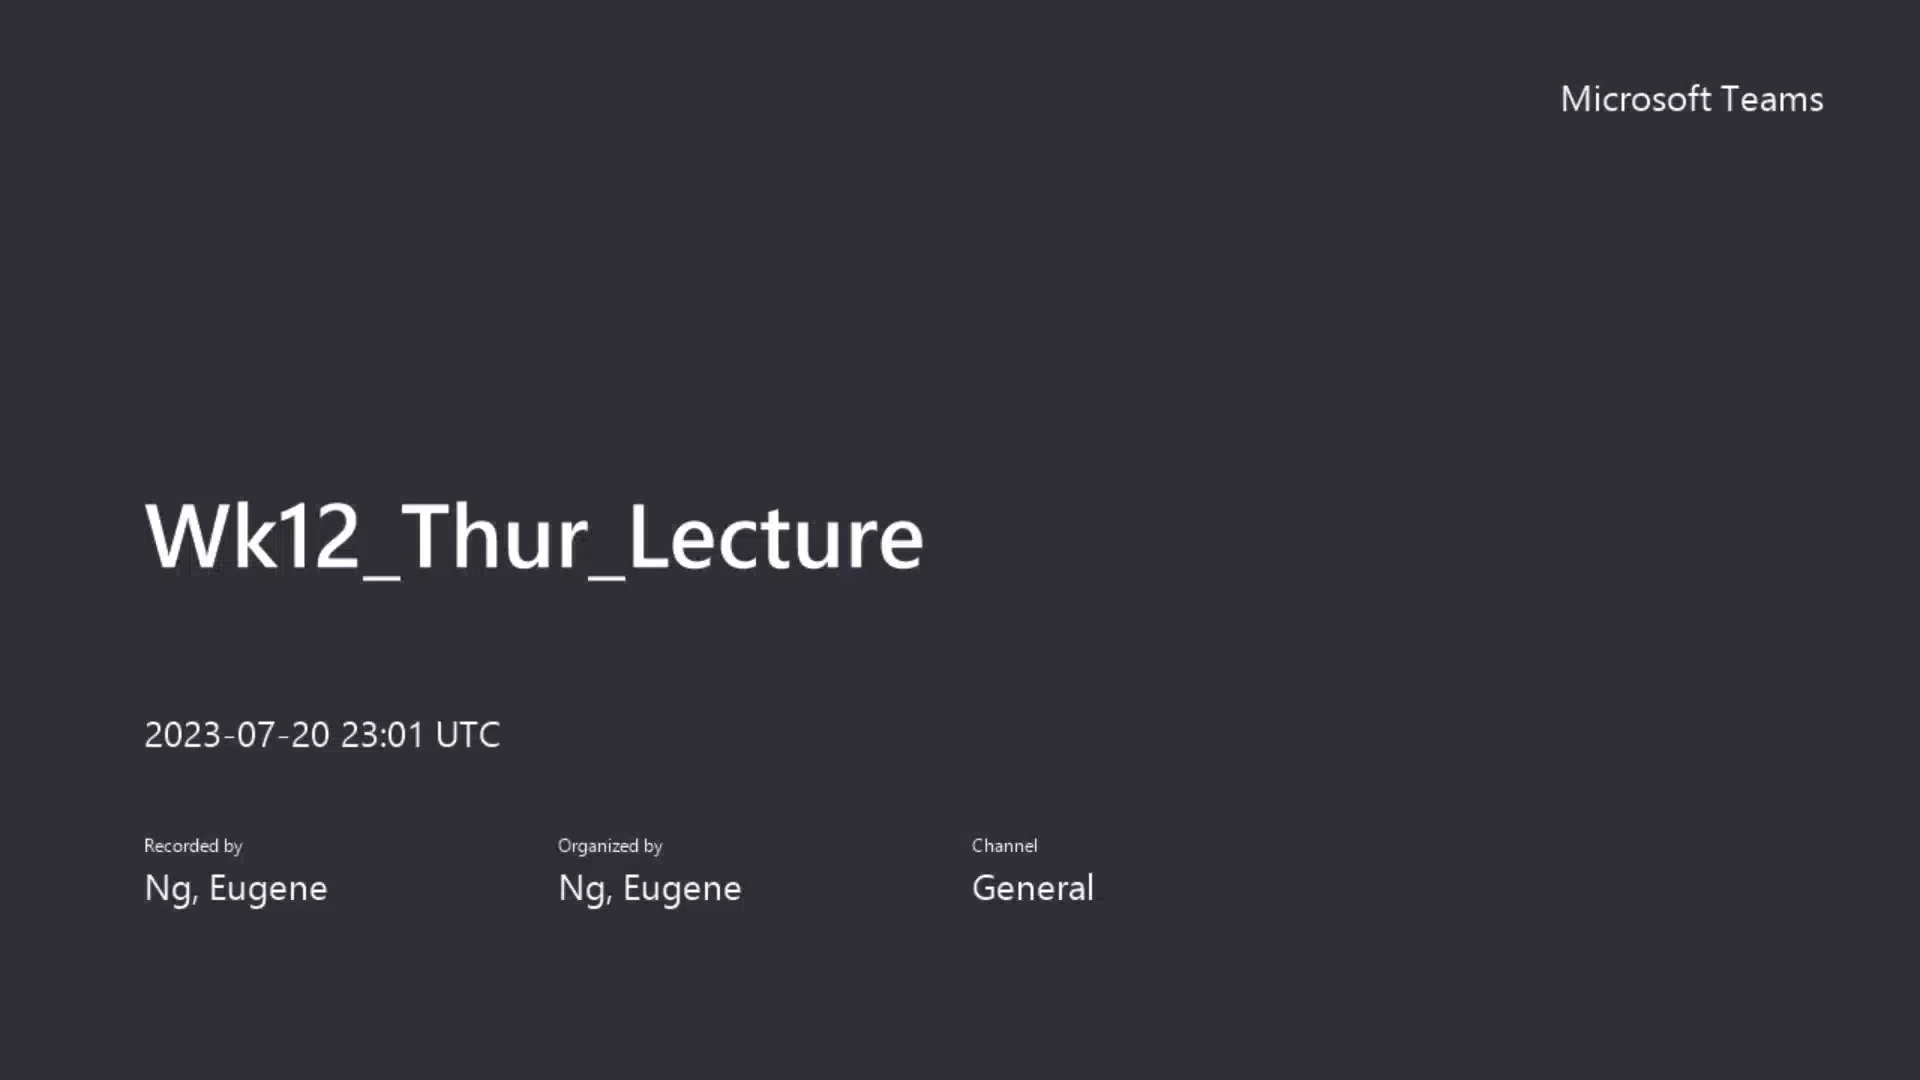 Microsoft Teams
Wk12_Thur_Lecture
2023-07-20 23:01 UTC
Recorded by
Organized by
Channel
Ng, Eugene
Ng, Eugene
General